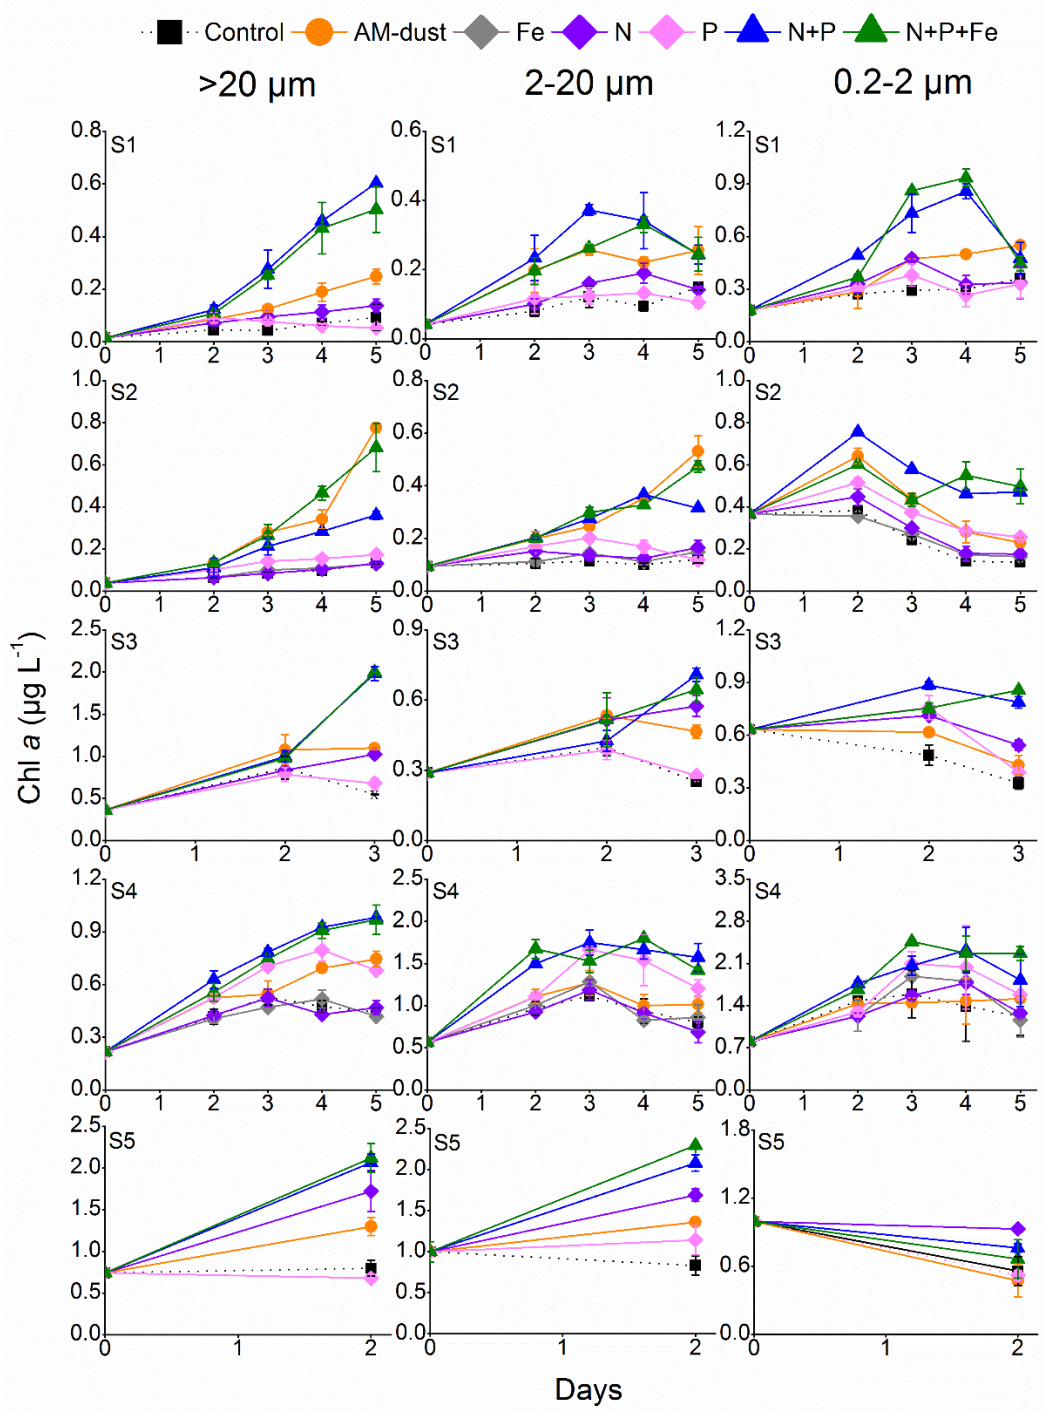 Control AM-dust Fe N P N+P N+P+Fe
>20 µm 2-20 µm 0.2-2 µm
Chl a (µg L-1)
S1
0.8
0.6
0.4
0.2
0.0
0 1 2 3 4 5
S1
0.6
0.4
0.2
0.0
0 1 2 3 4 5
S1
1.2
0.9
0.6
0.3
0.0
0 1 2 3 4 5
S2
1.0
0.8
0.6
0.4
0.2
0.0
0 1 2 3 4 5
S2
0.8
0.6
0.4
0.2
0.0
0 1 2 3 4 5
S2
1.0
0.8
0.6
0.4
0.2
0.0
0 1 2 3 4 5
S3
2.5
2.0
1.5
1.0
0.5
0.0
0 1 2 3
S3
0.9
0.6
0.3
0.0
0 1 2 3
S3
1.2
0.9
0.6
0.3
0.0
0 1 2 3
S4
1.2
0.9
0.6
0.3
0.0
0 1 2 3 4 5
S4
2.5
2.0
1.5
1.0
0.5
0.0
0 1 2 3 4 5
S4
3.5
2.8
2.1
1.4
0.7
0.0
0 1 2 3 4 5
S5
2.5
2.0
1.5
1.0
0.5
0.0
0 1 2
S5
2.5
2.0
1.5
1.0
0.5
0.0
0 1 2
S5
1.8
1.2
0.6
0.0
0 1 2
Days